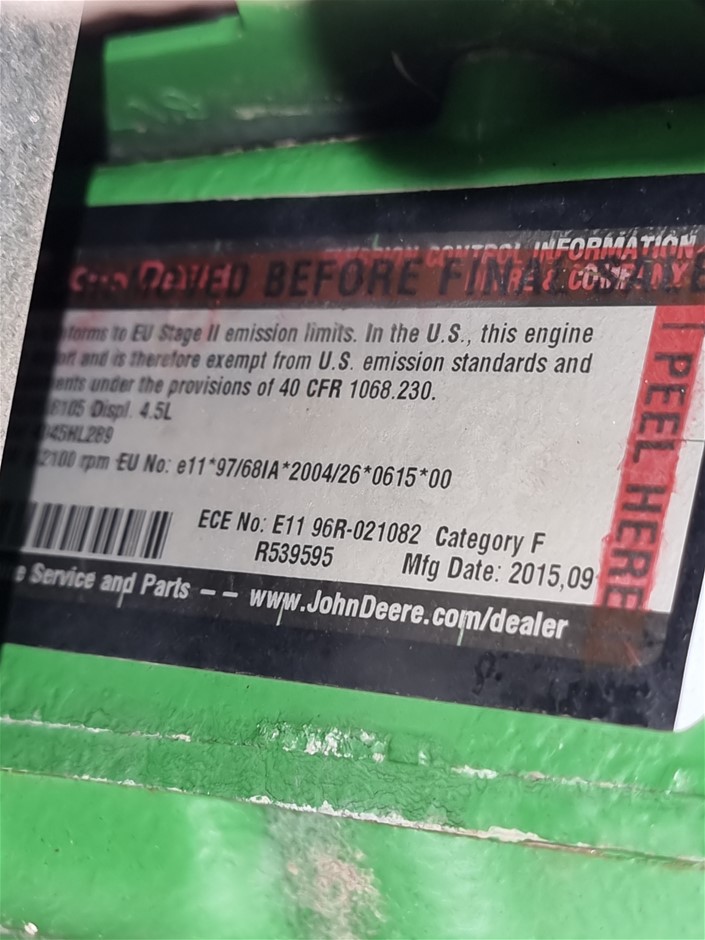 CONTROL INFORMATION
BEFORE FINAL
& COMPANY
to EU Stage II emission limits. In the U.S., this engine
and is therefore exempt from U.S. emission standards and
under the provisions of 40 CFR 1068.230.
Displ. 4.5L
2100 rpm EU No: e11*97/68IA*2004/26*0615*00
ECE No: E11 96R-021082 Category F
R539595 Mfg Date: 2015,09
Service and Parts – – www.JohnDeere.com/dealer
PEEL HERE